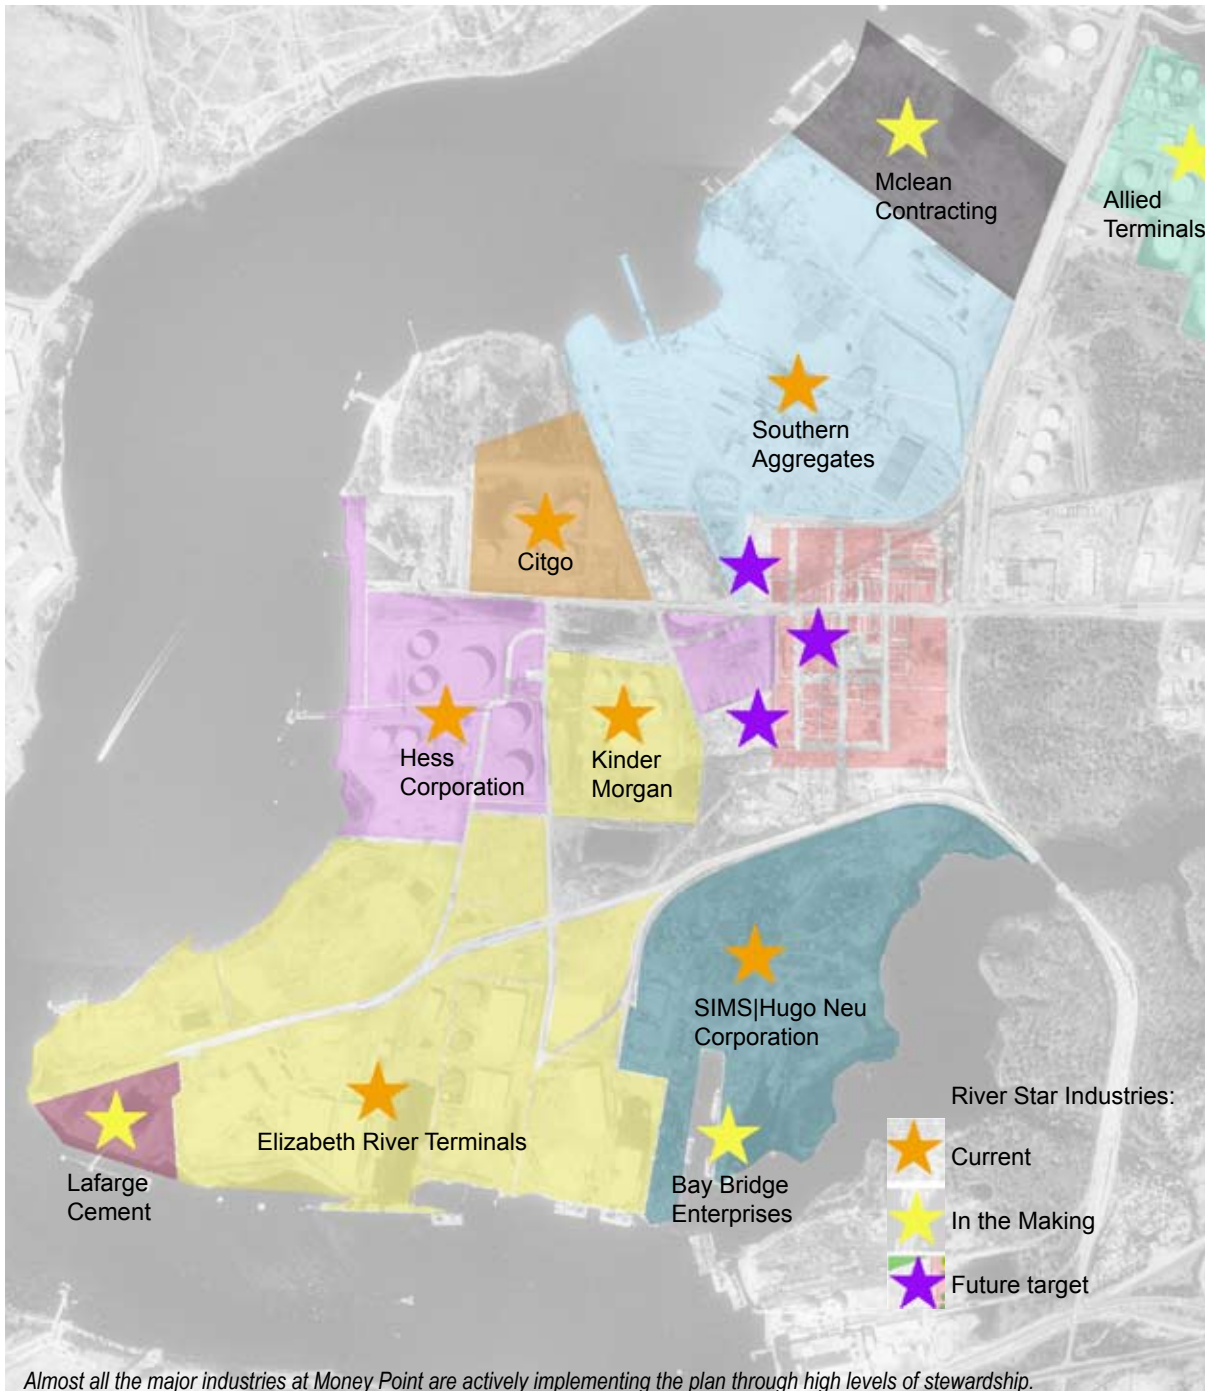 Mclean
Contracting
Allied
Terminals
Southern
Aggregates
Citgo
Hess
Corporation
Kinder
Morgan
SIMS|Hugo Neu
Corporation
Elizabeth River Terminals
Lafarge
Cement
Bay Bridge
Enterprises
River Star Industries:
Current
In the Making
Future target
Almost all the major industries at Money Point are actively implementing the plan through high levels of stewardship.